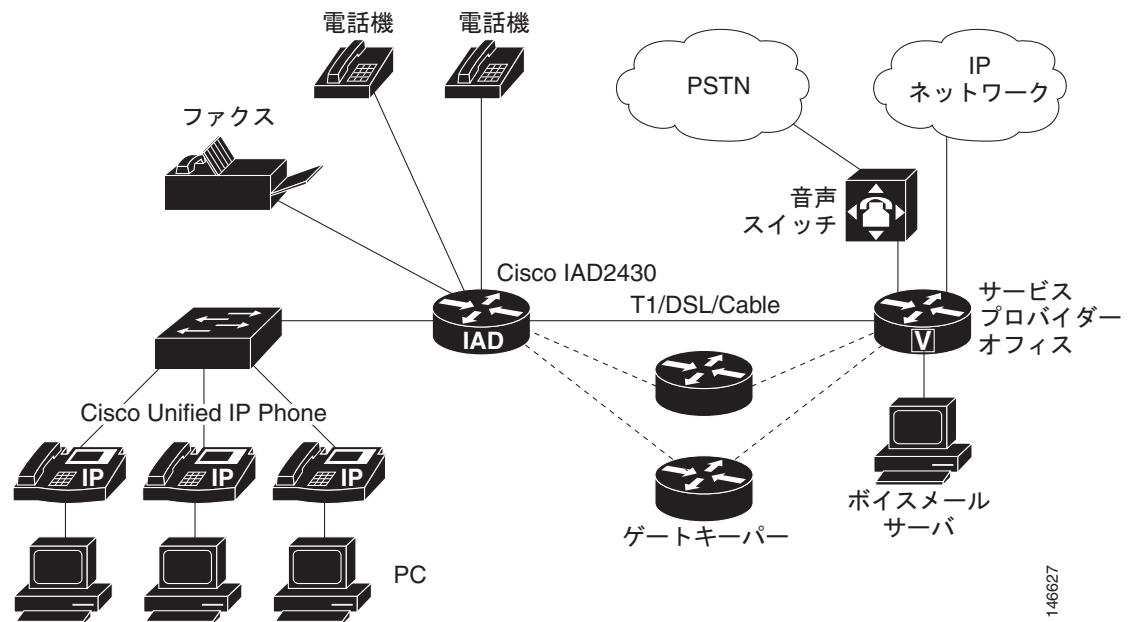 電話機
電話機
ファクス
PSTN
IP
ネットワーク
音声
スイッチ
Cisco IAD2430
T1/DSL/Cable
サービス
プロバイダー
オフィス
IAD
V
Cisco Unified IP Phone
IP
IP
IP
ゲートキーパー
ボイスメール
サーバ
PC
146627